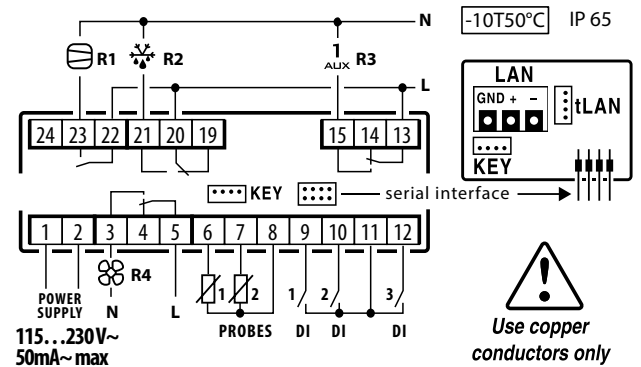 N
-10T50°C
IP 65
R1
R2
1
AUX
R3
L
24 23 22 21 20 19
15 14 13
LAN
GND + -
tLAN
KEY
KEY
serial interface
1 2 3 4 5 6 7 8 9 10 11 12
R4
1 2 1 2 3
POWER
SUPPLY
N
L
PROBES
DI
DI
DI
115...230 V~
50mA~ max
!
Use copper
conductors only